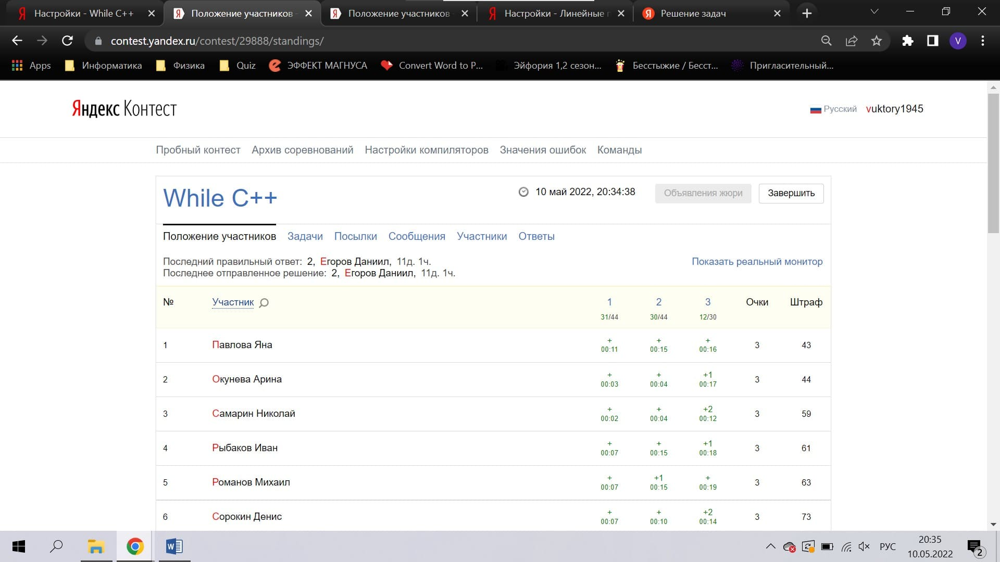 Настройки - While C++
Положение участников -
Положение участников -
Настройки - Линейные п
Решение задач
contest.yandex.ru/contest/29888/standings/
V
Apps
Информатика
Физика
Quiz
ЭФФЕКТ МАГНУСА
Convert Word to P...
Эйфория 1,2 сезон...
Бесстыжие / Бесст...
Пригласительный...
Яндекс Контест
Русский vuktory1945
Пробный контест Архив соревнований Настройки компиляторов Значения ошибок Команды
While C++
10 май 2022, 20:34:38
Объявления жюри
Завершить
Положение участников Задачи Посылки Сообщения Участники Ответы
Последний правильный ответ: 2, Егоров Даниил, 11д. 1ч.
Показать реальный монитор
Последнее отправленное решение: 2, Егоров Даниил, 11д. 1ч.
№ Участник 1 2 3 Очки Штраф
31/44 30/44 12/30
1 Павлова Яна + + + 3 43
00:11 00:15 00:16
2 Окунева Арина + + +1 3 44
00:03 00:04 00:17
3 Самарин Николай + + +2 3 59
00:02 00:04 00:12
4 Рыбаков Иван + + +1 3 61
00:07 00:15 00:18
5 Романов Михаил + +1 + 3 63
00:07 00:15 00:19
6 Сорокин Денис + + +2 3 73
00:07 00:10 00:14
РУС
20:35
10.05.2022
2